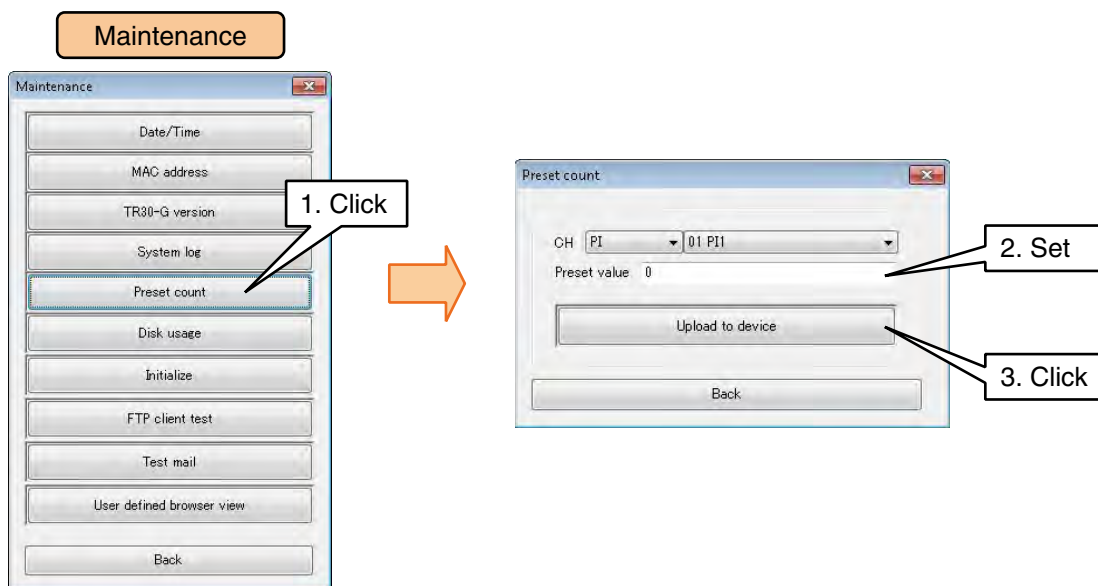 Maintenance
Maintenance
Date/Time
MAC address
TR30-G version
System log
Preset count
Disk usage
Initialize
FTP client test
Test mail
User defined browser view
Back
1. Click
Preset count
CH PI 01 PI1
Preset value 0
Upload to device
Back
2. Set
3. Click